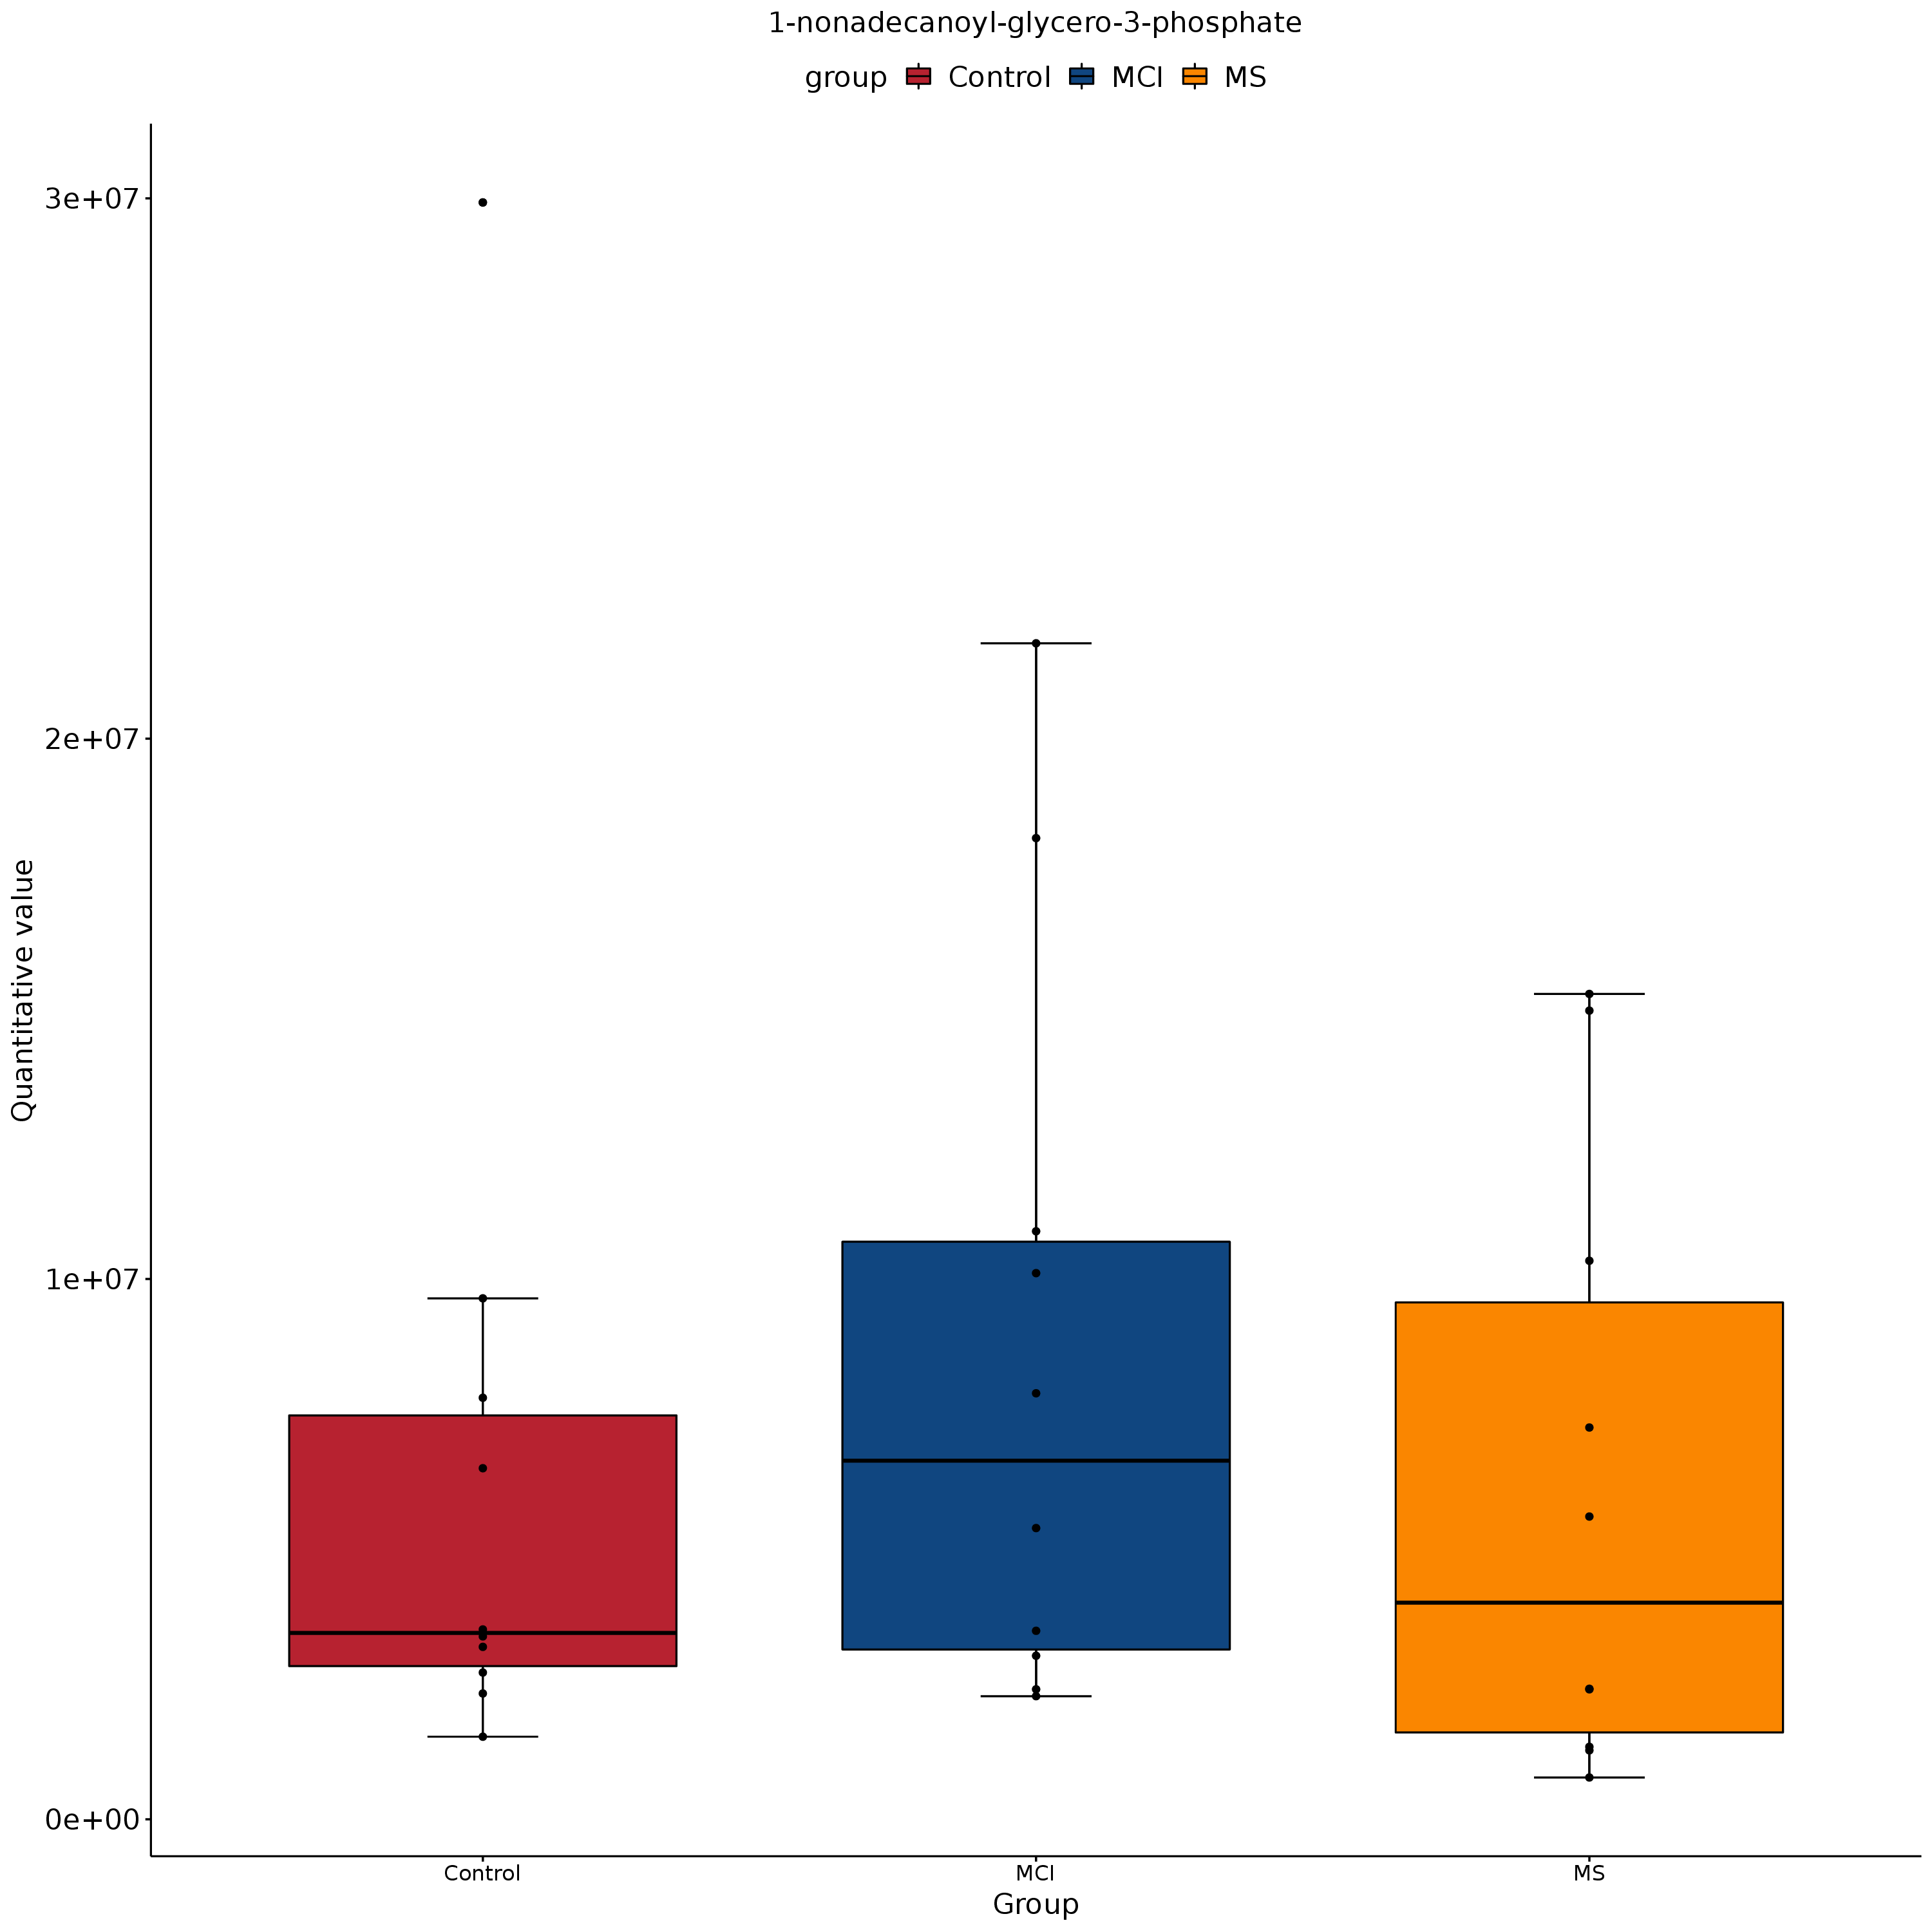 1-nonadecanoyl-glycero-3-phosphate
group Control MCI MS
3e+07
2e+07
1e+07
0e+00
Quantitative value
Control MCI MS
Group